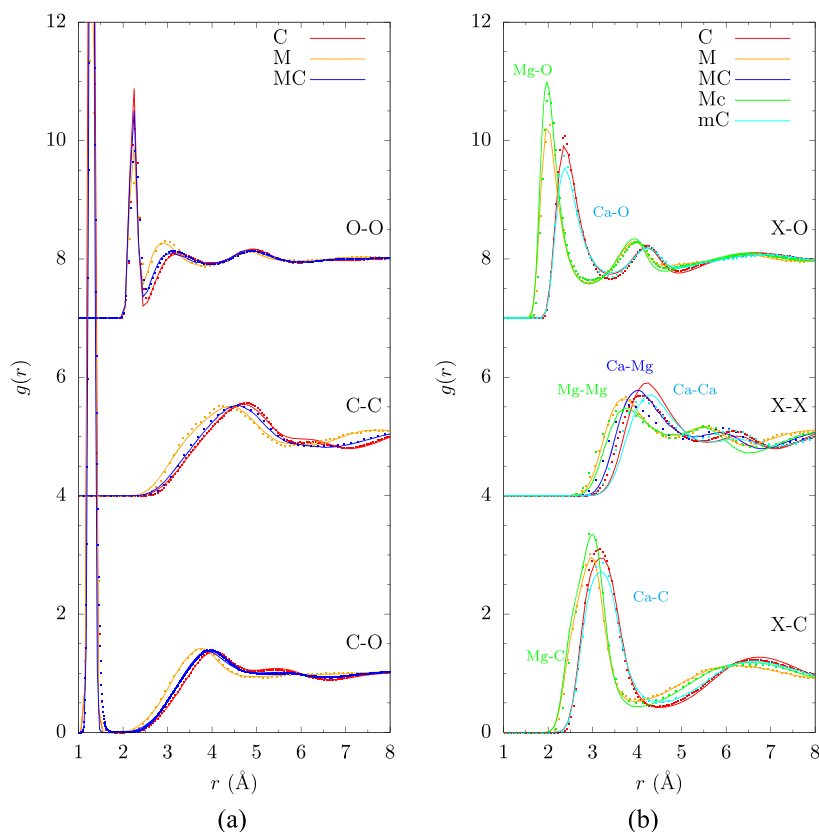 12
10
8
6
4
2
0
g(r)
C
M
MC
O-O
C-C
C-O
1 2 3 4 5 6 7 8
r (Å)
(a)
12
10
8
6
4
2
0
g(r)
C
M
MC
Mc
mC
Mg-O
Ca-O
X-O
Ca-Mg
Mg-Mg
Ca-Ca
X-X
Ca-C
Mg-C
X-C
1 2 3 4 5 6 7 8
r (Å)
(b)